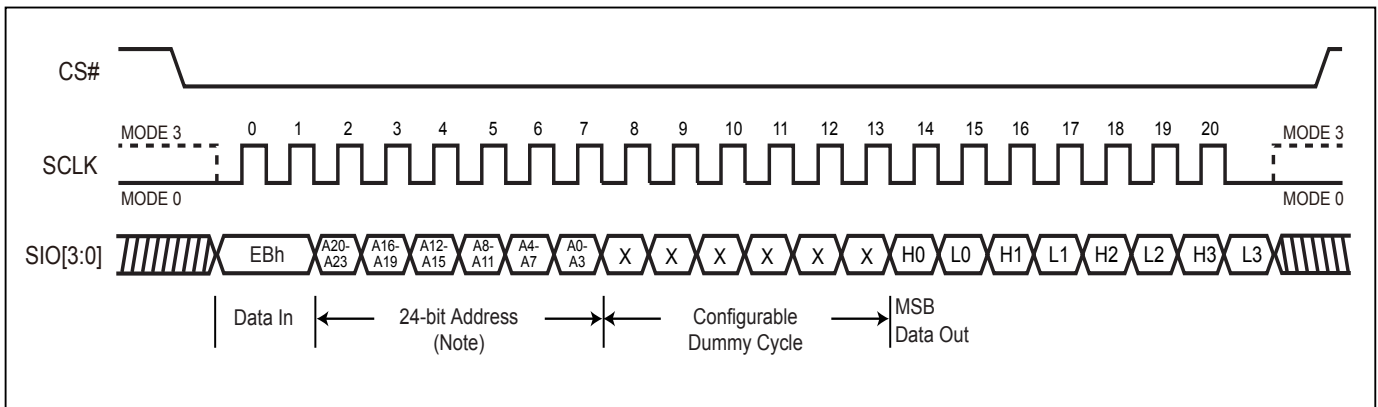 CS#
MODE 3 0 1 2 3 4 5 6 7 8 9 10 11 12 13 14 15 16 17 18 19 20 MODE 3
SCLK
MODE 0 MODE 0
SIO[3:0] EBh A20-A23 A16-A19 A12-A15 A8-A11 A4-A7 A0-A3 X X X X X X H0 L0 H1 L1 H2 L2 H3 L3
Data In 24-bit Address Configurable MSB
(Note) Dummy Cycle Data Out